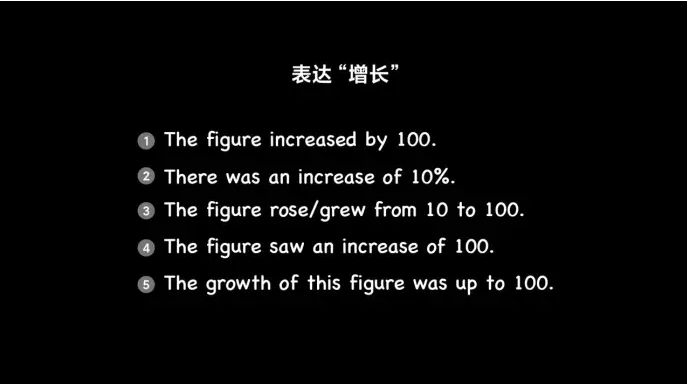 表达“增长”
1 The figure increased by 100.
2 There was an increase of 10%.
3 The figure rose/grew from 10 to 100.
4 The figure saw an increase of 100.
5 The growth of this figure was up to 100.